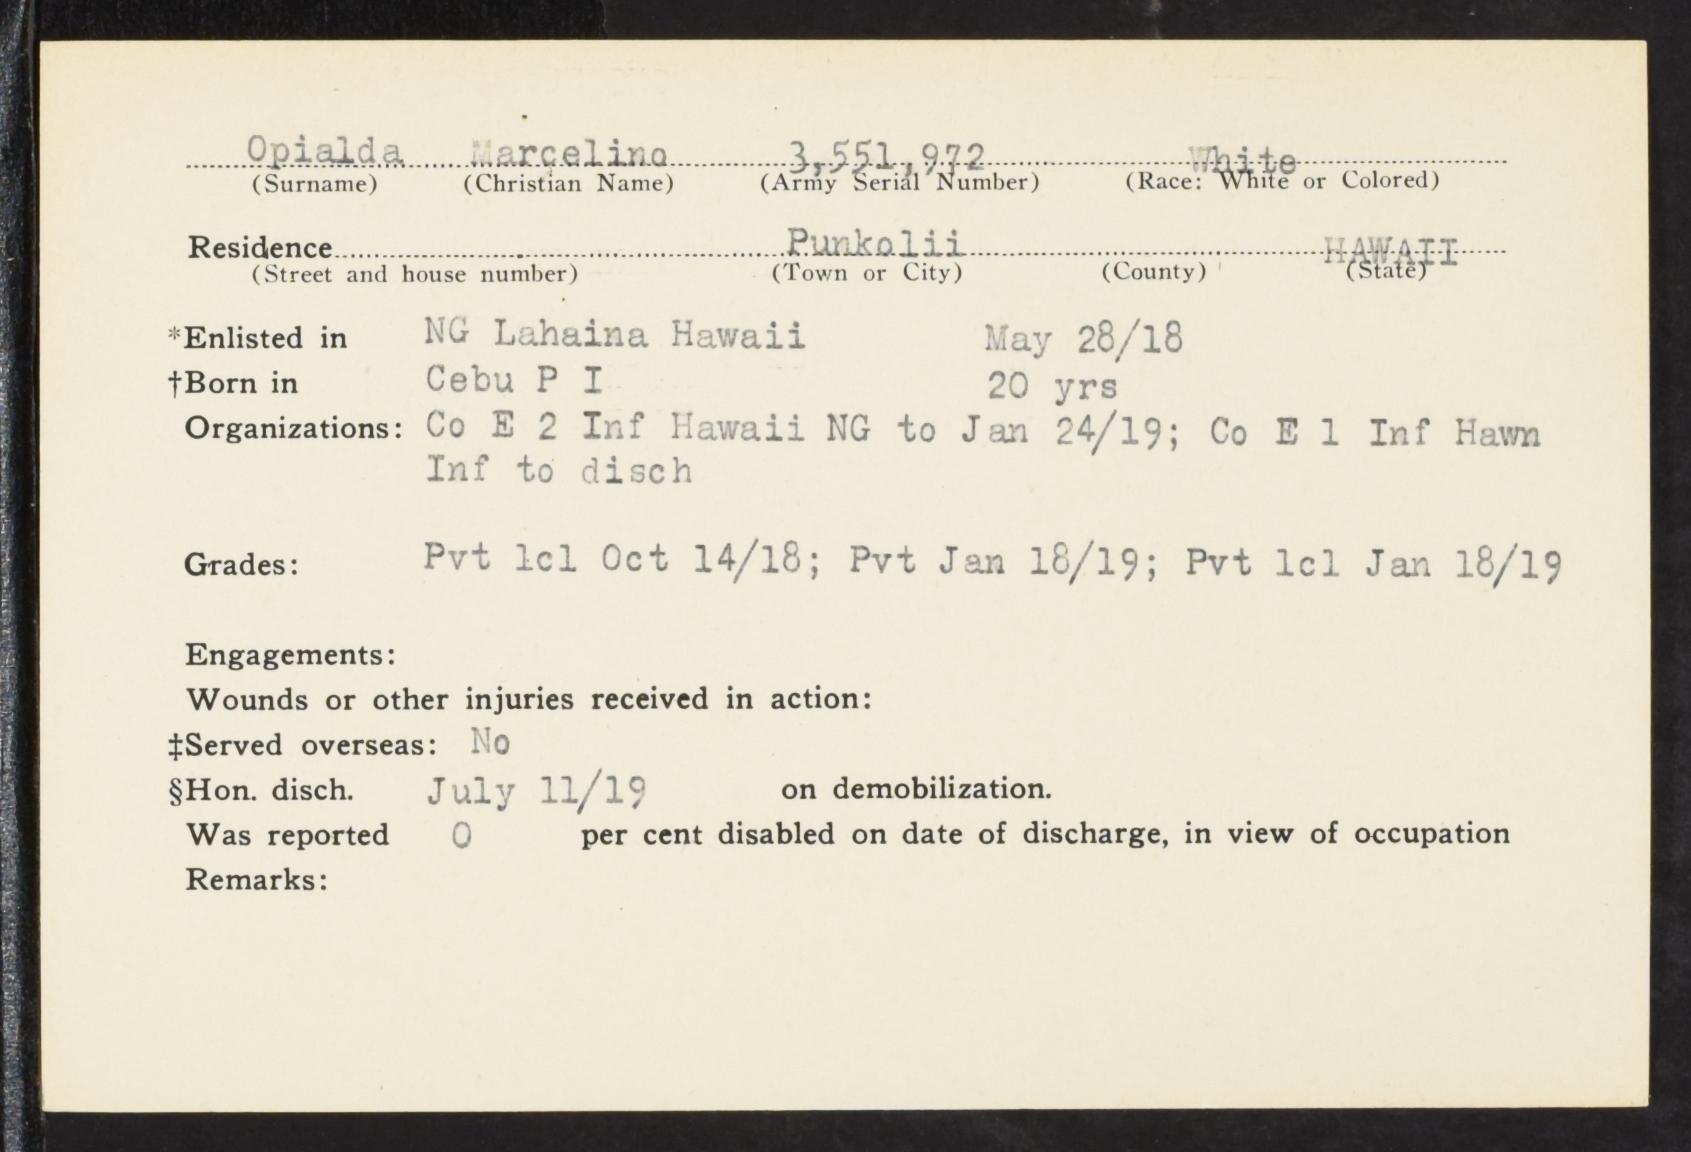 Opialda Marcelino 3,551,972 White
(Surname) (Christian Name) (Army Serial Number) (Race: White or Colored)
Residence Punkolii HAWAII
(Street and house number) (Town or City) (County) (State)
*Enlisted in NG Lahaina Hawaii May 28/18
†Born in Cebu P I 20 yrs
Organizations: Co E 2 Inf Hawaii NG to Jan 24/19; Co E 1 Inf Hawn
Inf to disch
Grades: Pvt 1cl Oct 14/18; Pvt Jan 18/19; Pvt 1cl Jan 18/19
Engagements:
Wounds or other injuries received in action:
‡Served overseas: No
§Hon. disch. July 11/19 on demobilization.
Was reported 0 per cent disabled on date of discharge, in view of occupation
Remarks: